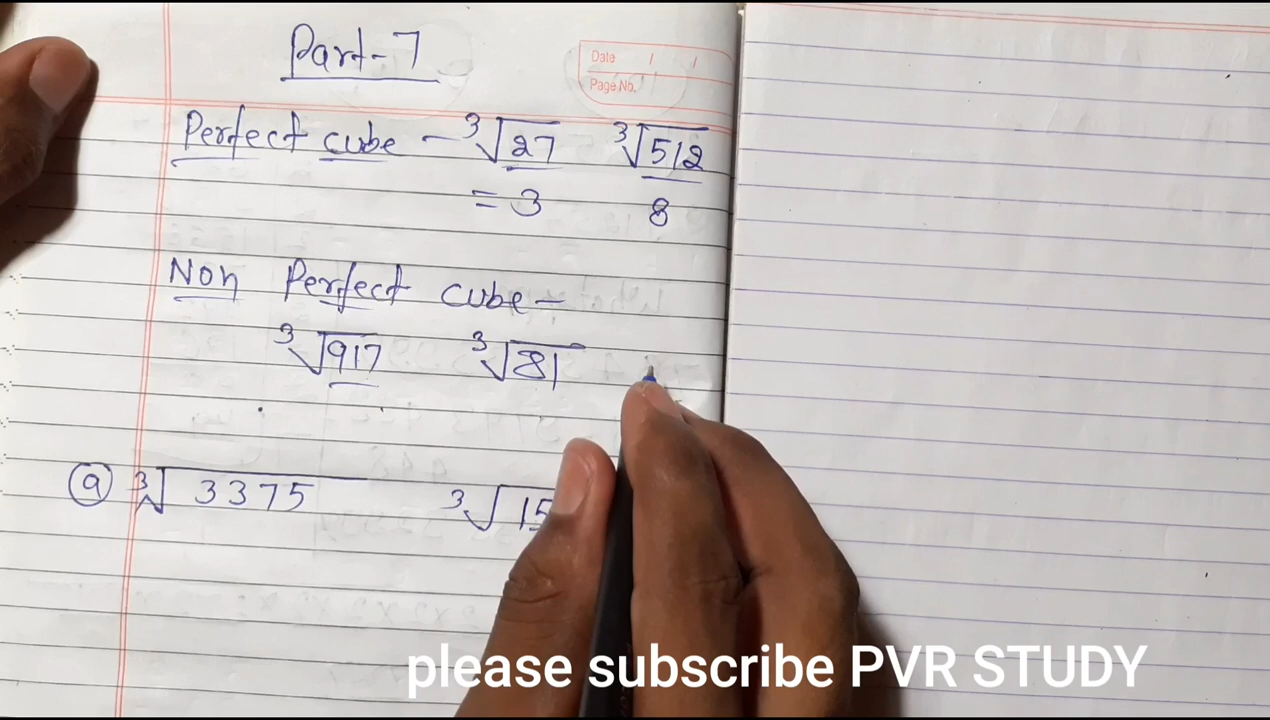 Part-7
Date / /
Page No.
Perfect cube - ∛27 ∛512
= 3 8
Non Perfect cube -
∛917 ∛81
(a) ∛3375 ∛15
please subscribe PVR STUDY